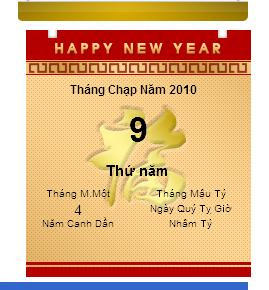 HAPPY NEW YEAR
Tháng Chạp Năm 2010
9
福
Thứ năm
Tháng M.Một
4
Năm Canh Dần
Tháng Mậu Tý
Ngày Quý Tỵ Giờ
Nhâm Tý